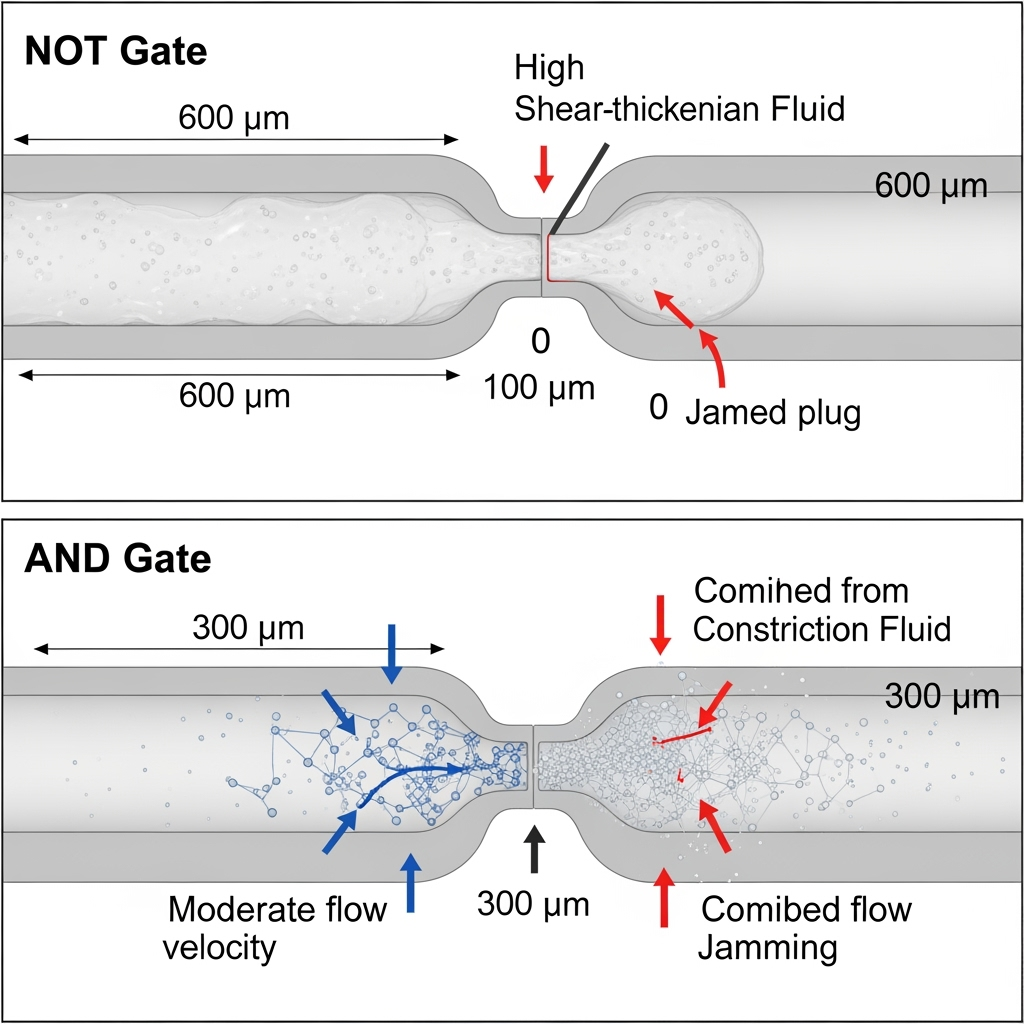 NOT Gate
600 μm
High
Shear-thickenian Fluid
600 μm
600 μm
0
100 μm
0 Jamed plug
AND Gate
300 μm
Comihed from
Constriction Fluid
300 μm
Moderate flow
velocity
300 μm
Comibed flow
Jamming